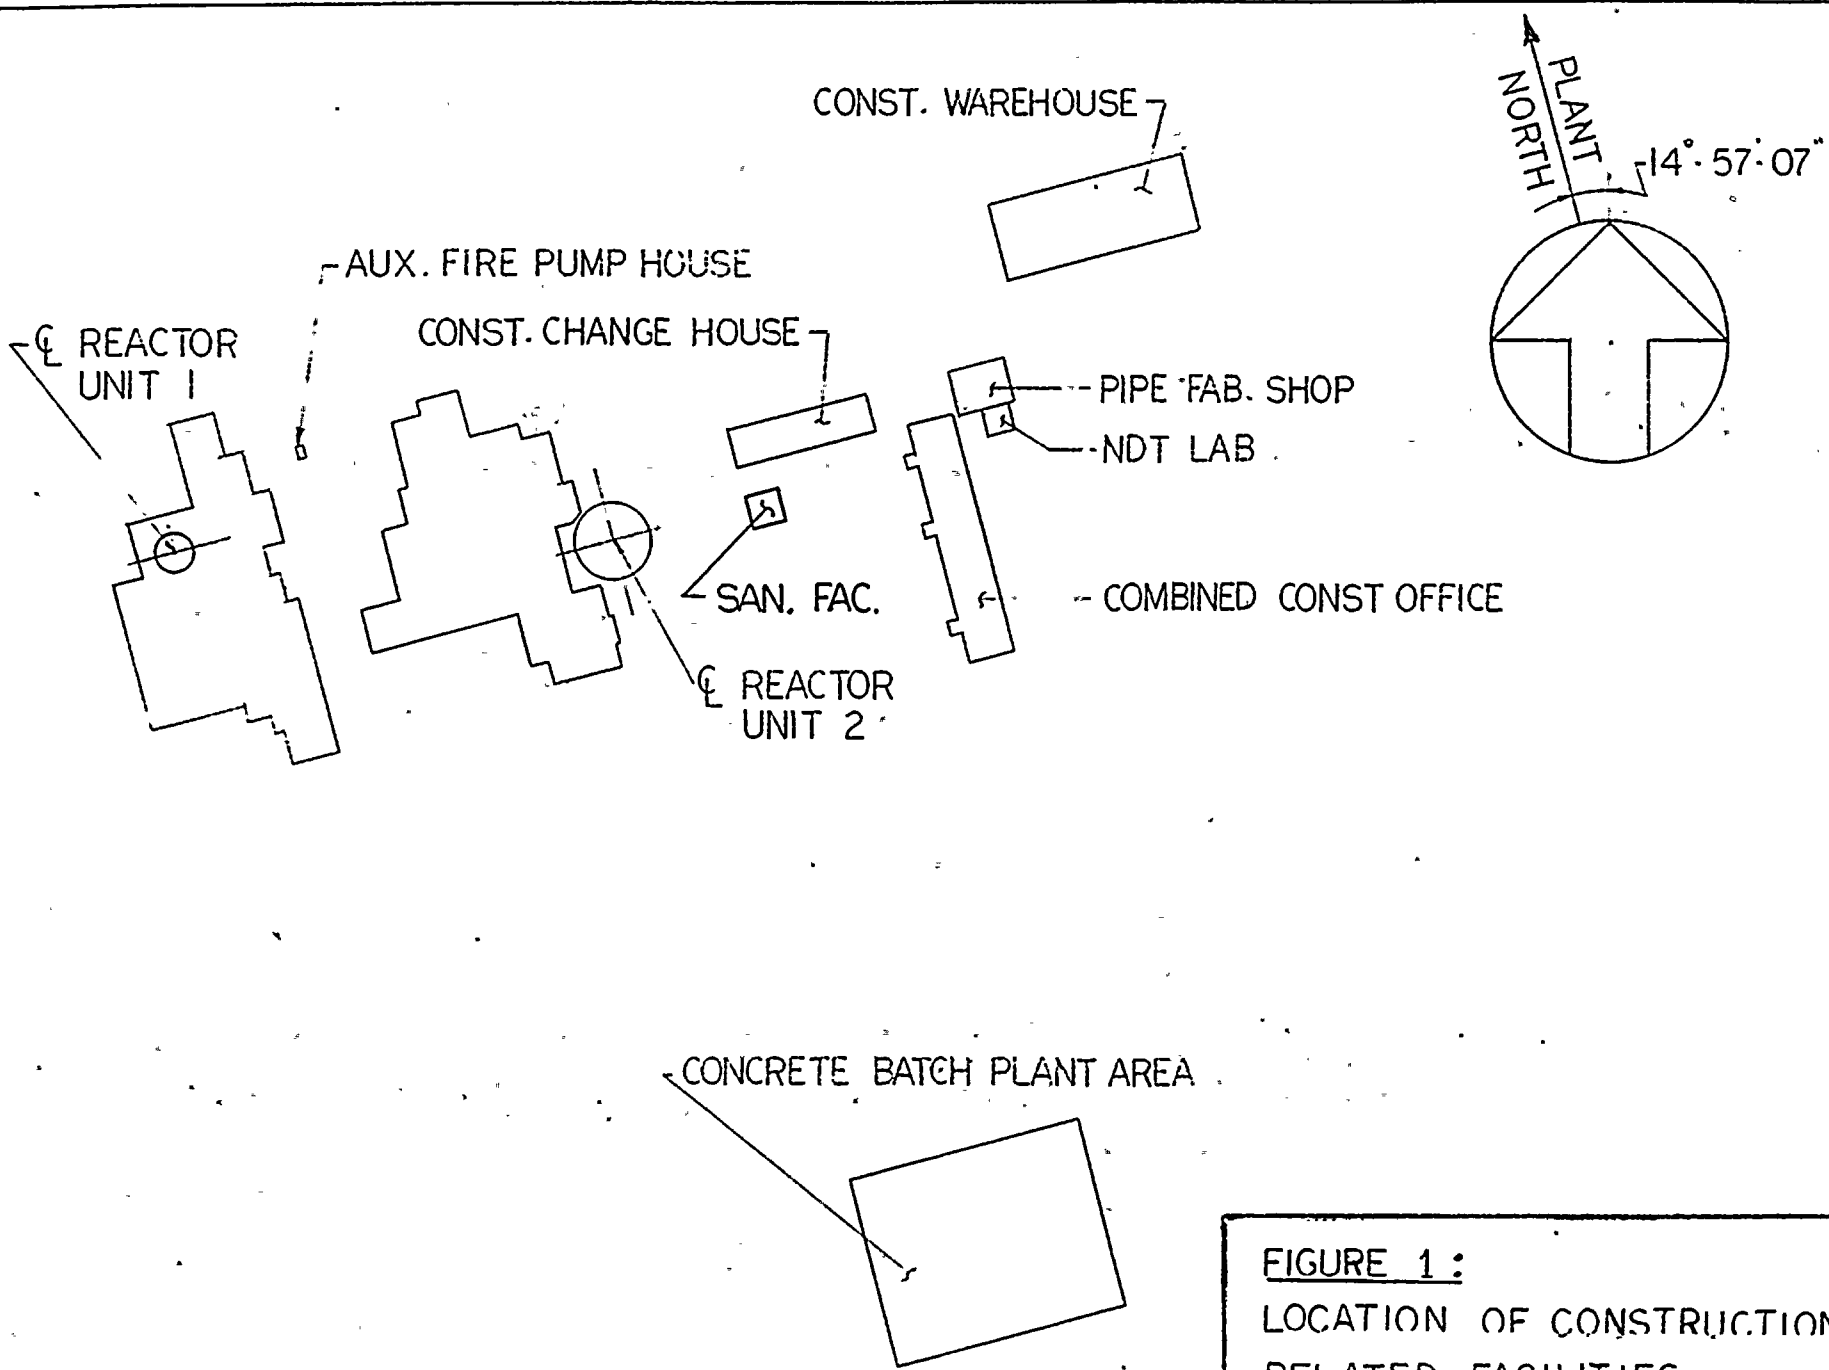 CONST. WAREHOUSE
PLANT
NORTH
14°·57'·07"
AUX. FIRE PUMP HOUSE
℄ REACTOR
UNIT 1
CONST. CHANGE HOUSE
PIPE FAB. SHOP
NDT LAB
SAN. FAC.
COMBINED CONST OFFICE
℄ REACTOR
UNIT 2
CONCRETE BATCH PLANT AREA
FIGURE 1:
LOCATION OF CONSTRUCTION
RELATED FACILITIES